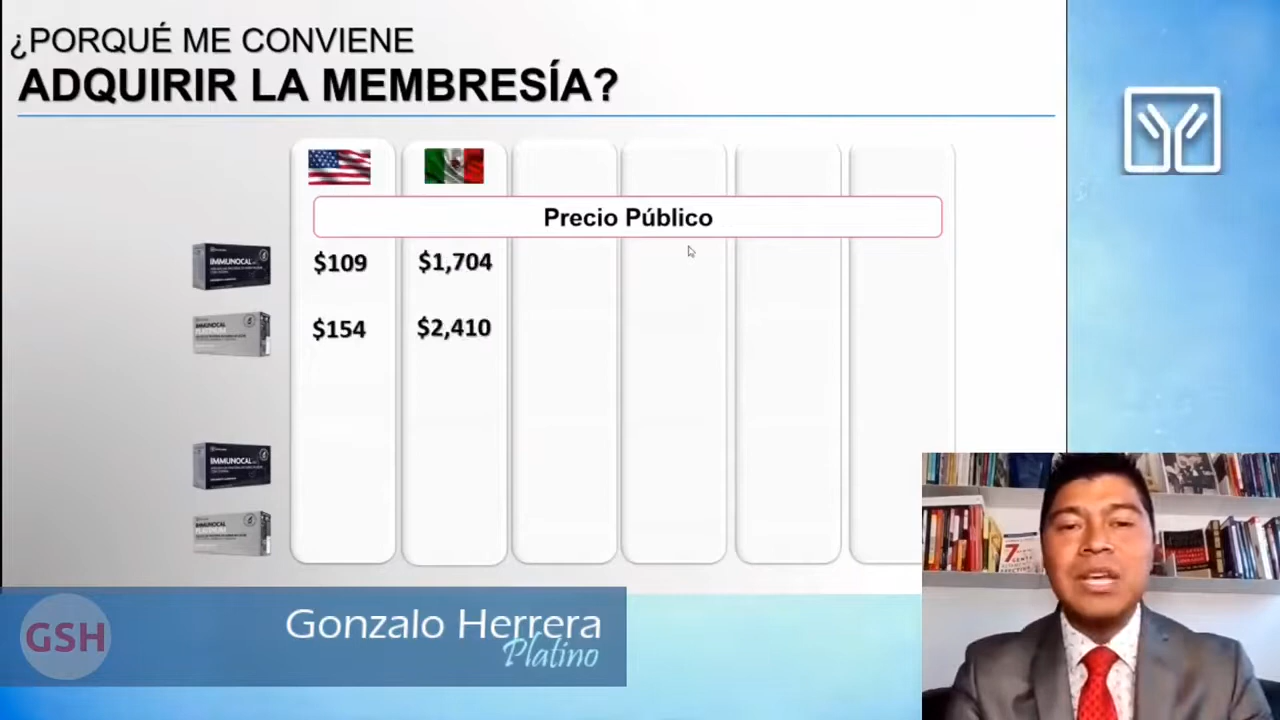 ¿PORQUÉ ME CONVIENE
ADQUIRIR LA MEMBRESÍA?
Precio Público
IMMUNOCAL
$109
$1,704
IMMUNOCAL
PLATINUM
$154
$2,410
IMMUNOCAL
IMMUNOCAL
PLATINUM
GSH
Gonzalo Herrera
Platino
7